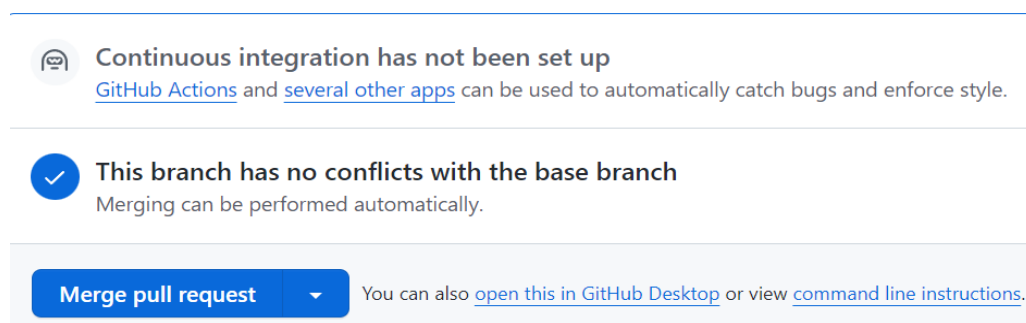 Continuous integration has not been set up
GitHub Actions and several other apps can be used to automatically catch bugs and enforce style.
This branch has no conflicts with the base branch
Merging can be performed automatically.
Merge pull request You can also open this in GitHub Desktop or view command line instructions.